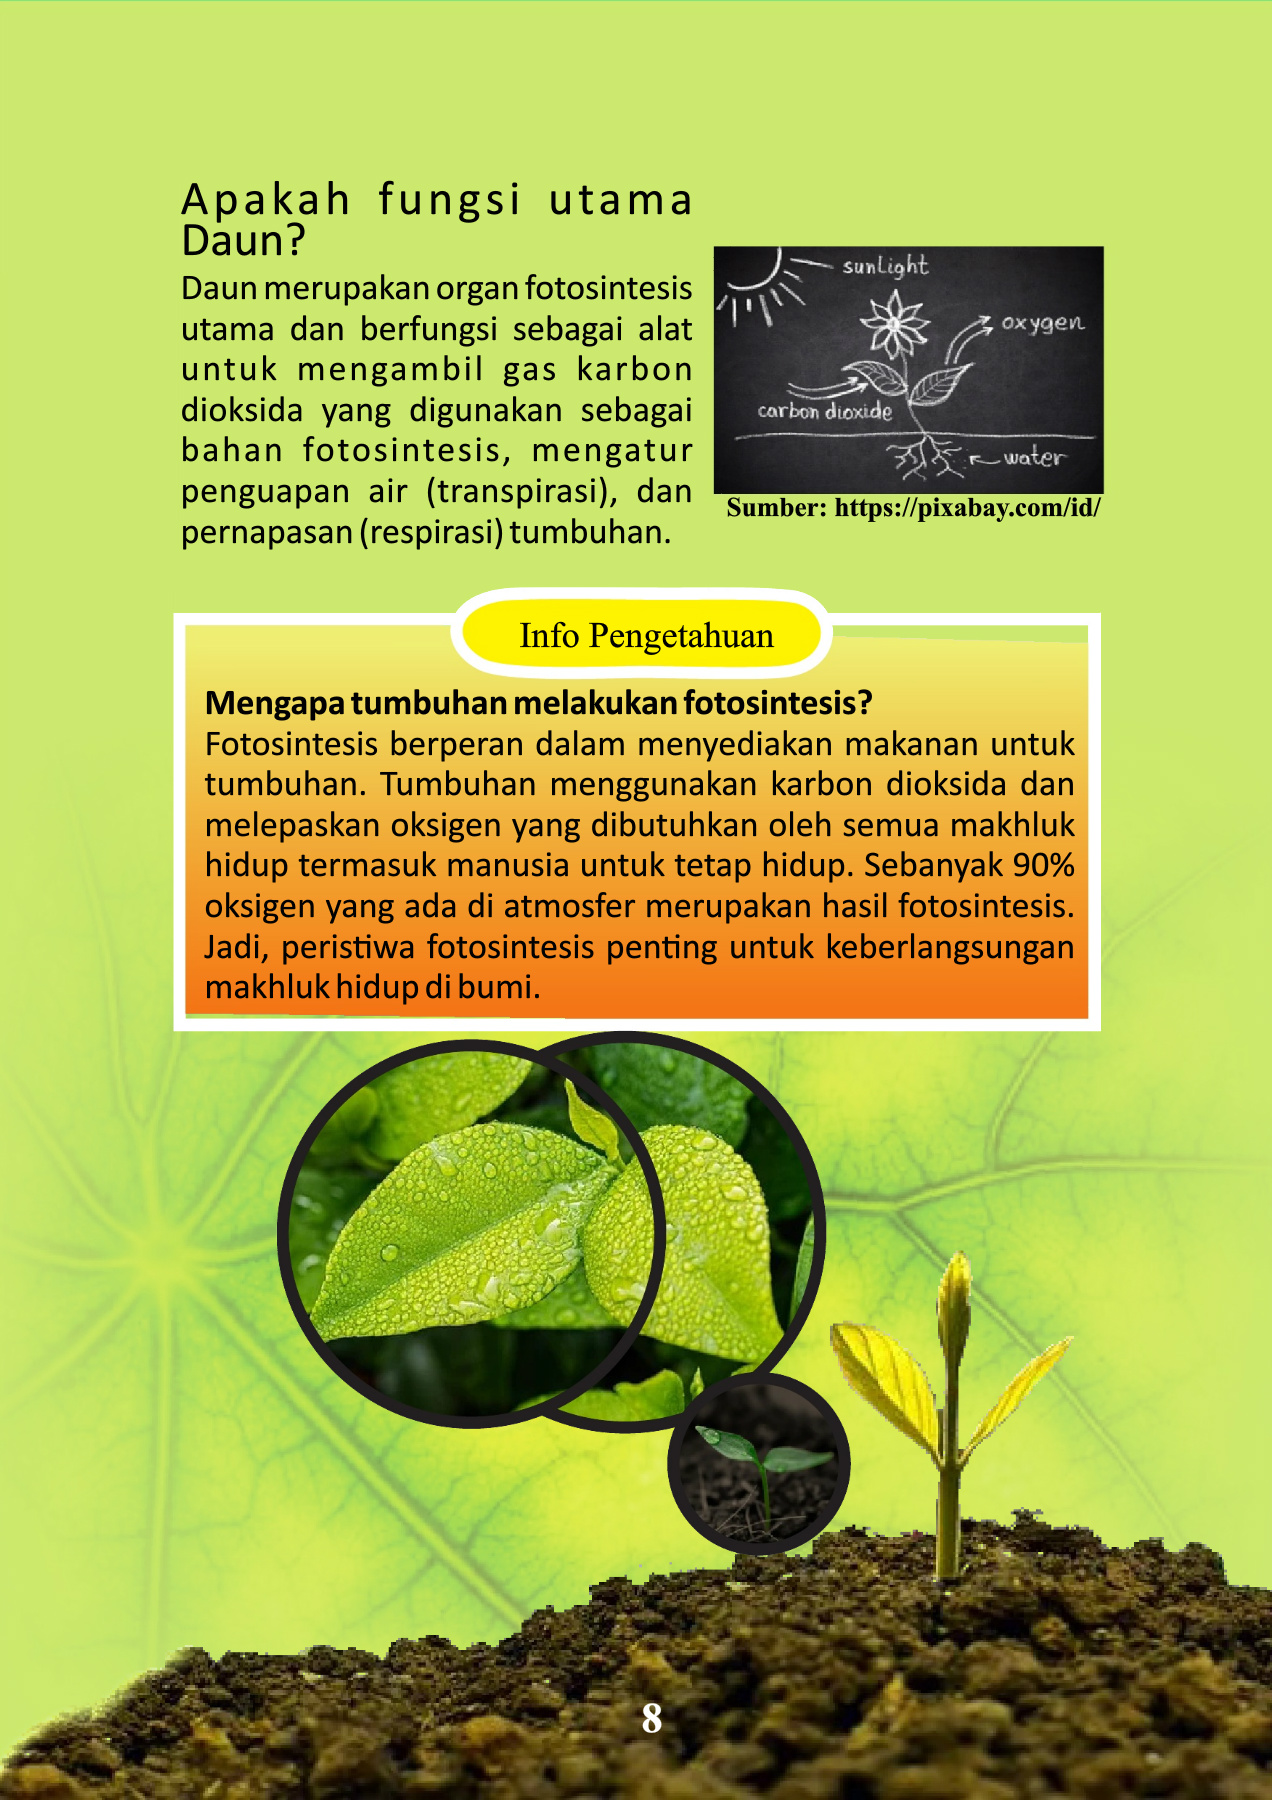 Apakah fungsi utama
Daun?
Daun merupakan organ fotosintesis
utama dan berfungsi sebagai alat
untuk mengambil gas karbon
dioksida yang digunakan sebagai
bahan fotosintesis, mengatur
penguapan air (transpirasi), dan
pernapasan (respirasi) tumbuhan.
sunlight
oxygen
carbon dioxide
water
Sumber: https://pixabay.com/id/
Info Pengetahuan
Mengapa tumbuhan melakukan fotosintesis?
Fotosintesis berperan dalam menyediakan makanan untuk
tumbuhan. Tumbuhan menggunakan karbon dioksida dan
melepaskan oksigen yang dibutuhkan oleh semua makhluk
hidup termasuk manusia untuk tetap hidup. Sebanyak 90%
oksigen yang ada di atmosfer merupakan hasil fotosintesis.
Jadi, peristiwa fotosintesis penting untuk keberlangsungan
makhluk hidup di bumi.
8